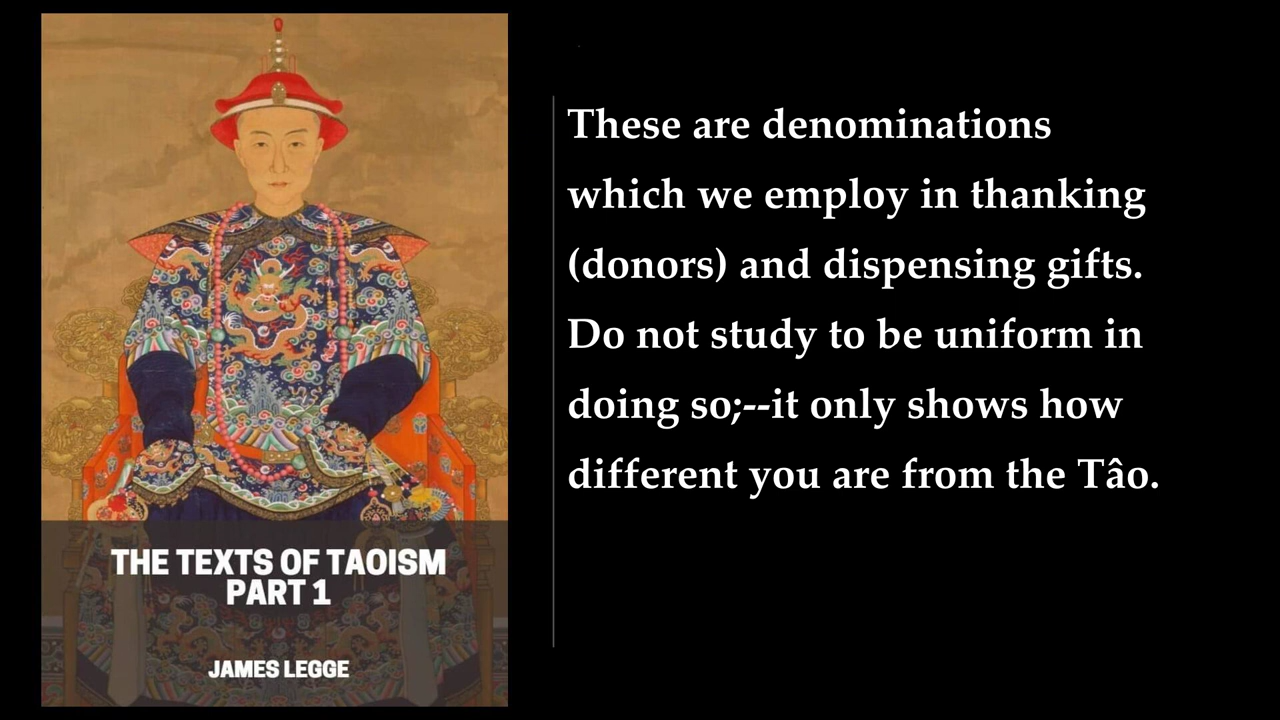 THE TEXTS OF TAOISM
PART 1
JAMES LEGGE
These are denominations
which we employ in thanking
(donors) and dispensing gifts.
Do not study to be uniform in
doing so;--it only shows how
different you are from the Tâo.